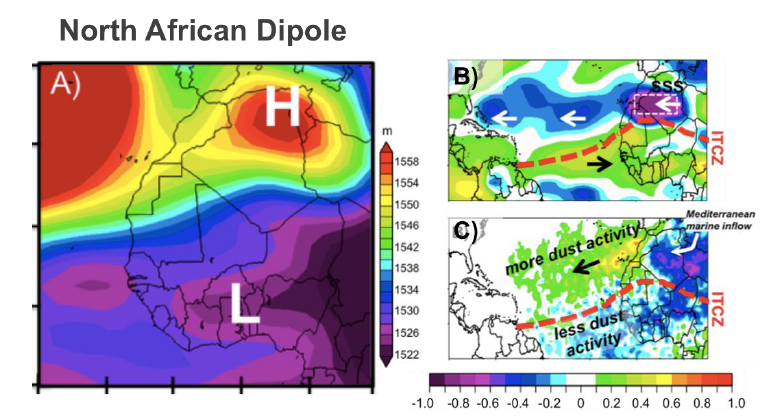 North African Dipole
A)
H
L
m
1558
1554
1550
1546
1542
1538
1534
1530
1526
1522
B)
SSS
ITCZ
C)
Mediterranean
marine inflow
more dust activity
less dust
activity
ITCZ
-1.0 -0.8 -0.6 -0.4 -0.2 0 0.2 0.4 0.6 0.8 1.0